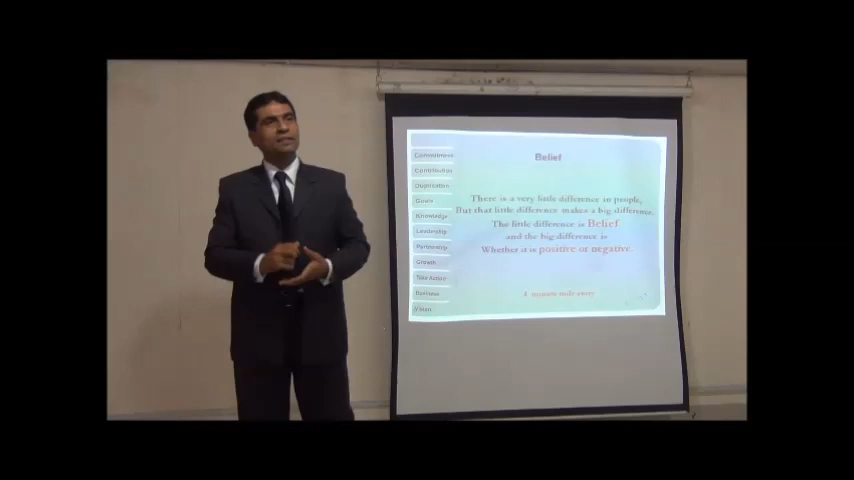 Belief
Commitment
Contribution
Duplication
Goals
Knowledge
Leadership
Partnership
Growth
Take Action
Business
Vision
There is a very little difference in people,
But that little difference makes a big difference.
The little difference is Belief
and the big difference is
Whether it is positive or negative.